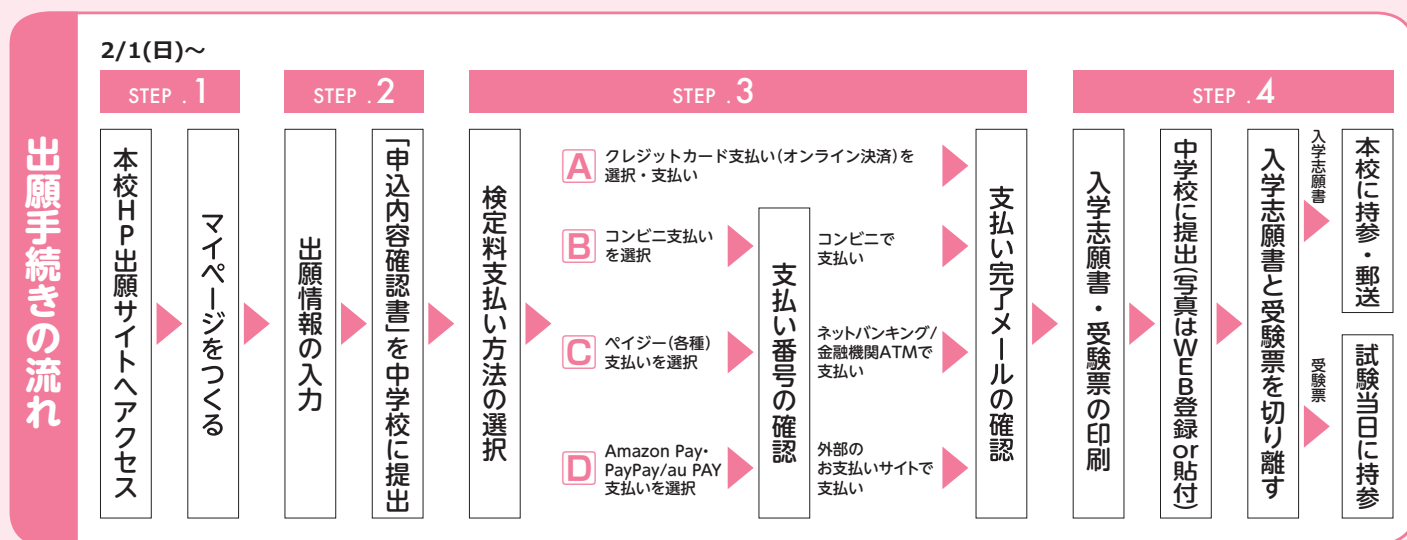 出願手続きの流れ
2/1(日)～
STEP . 1
本校HP出願サイトへアクセス
マイページをつくる
STEP . 2
出願情報の入力
「申込内容確認書」を中学校に提出
STEP . 3
検定料支払い方法の選択
A
クレジットカード支払い(オンライン決済)を
選択・支払い
B
コンビニ支払い
を選択
コンビニで
支払い
C
ペイジー(各種)
支払いを選択
ネットバンキング/
金融機関ATMで
支払い
D
Amazon Pay・
PayPay/au PAY
支払いを選択
外部の
お支払いサイトで
支払い
支払い番号の確認
支払い完了メールの確認
STEP . 4
入学志願書・受験票の印刷
中学校に提出(写真はWEB登録or貼付)
入学志願書と受験票を切り離す
入学志願書
本校に持参・郵送
受験票
試験当日に持参